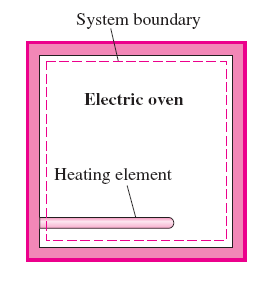 System boundary
Electric oven
Heating element